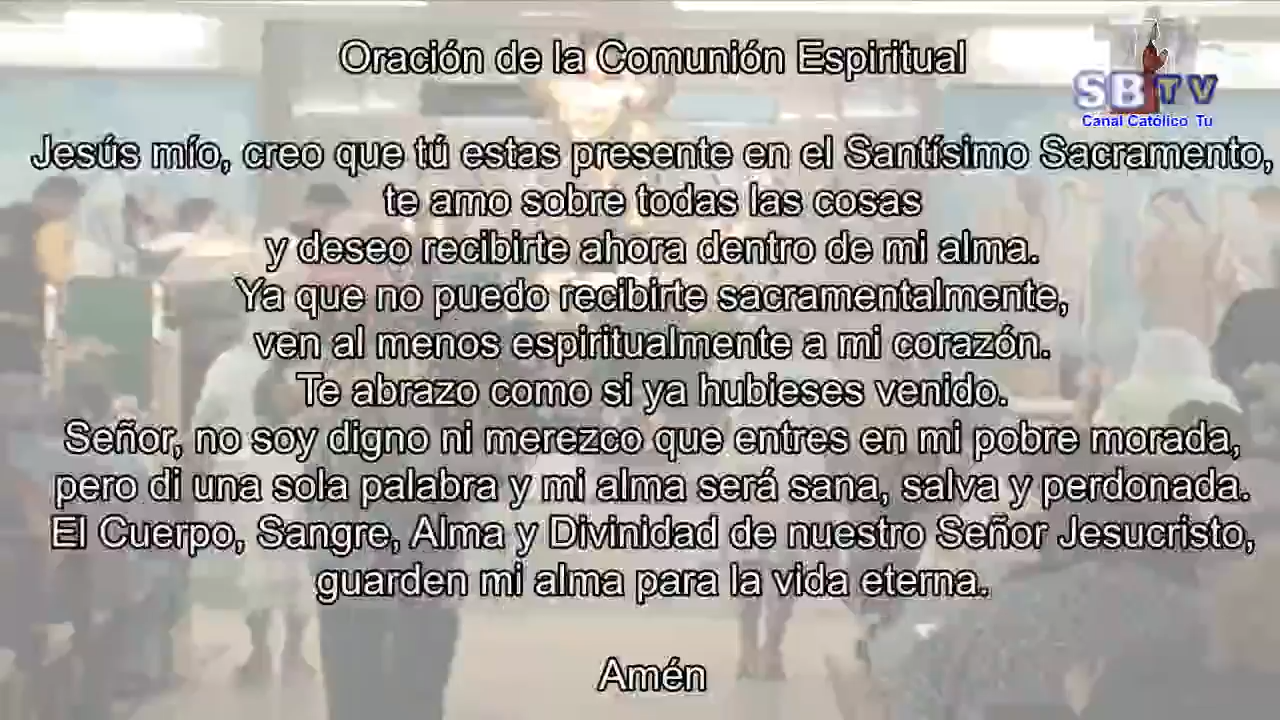 Oración de la Comunión Espiritual
SBTV
Canal Católico Tu
Jesús mío, creo que tú estas presente en el Santísimo Sacramento,
te amo sobre todas las cosas
y deseo recibirte ahora dentro de mi alma.
Ya que no puedo recibirte sacramentalmente,
ven al menos espiritualmente a mi corazón.
Te abrazo como si ya hubieses venido.
Señor, no soy digno ni merezco que entres en mi pobre morada,
pero di una sola palabra y mi alma será sana, salva y perdonada.
El Cuerpo, Sangre, Alma y Divinidad de nuestro Señor Jesucristo,
guarden mi alma para la vida eterna.
Amén